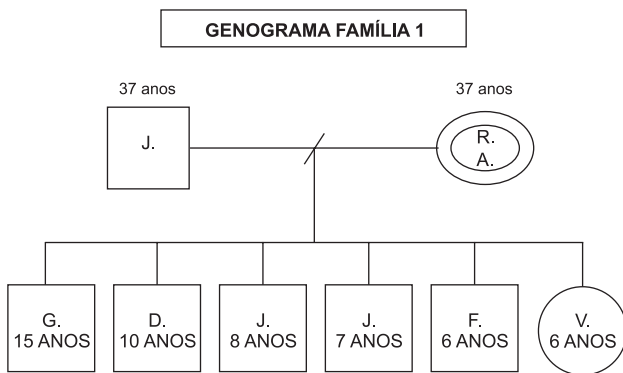 GENOGRAMA FAMÍLIA 1
37 anos
37 anos
J.
R.
A.
G.
15 ANOS
D.
10 ANOS
J.
8 ANOS
J.
7 ANOS
F.
6 ANOS
V.
6 ANOS